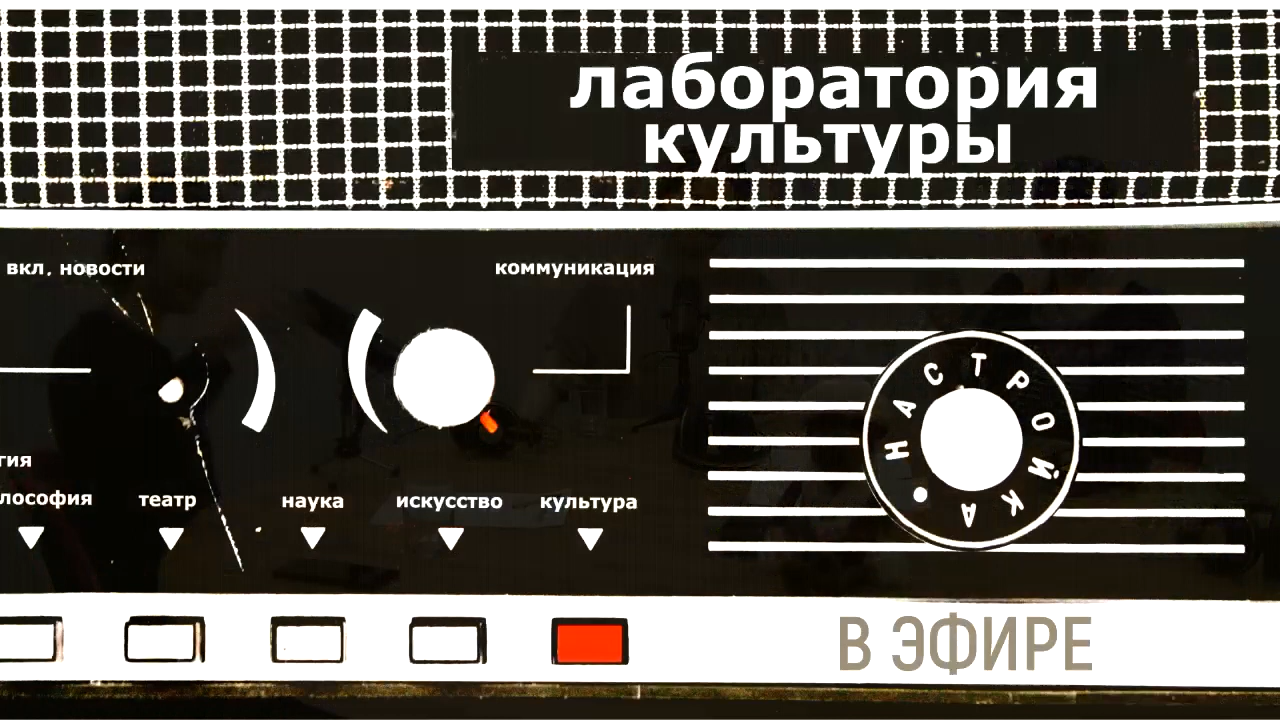 лаборатория
культуры
вкл. новости
коммуникация
НАСТРОЙКА
театр
наука
искусство
культура
В ЭФИРЕ